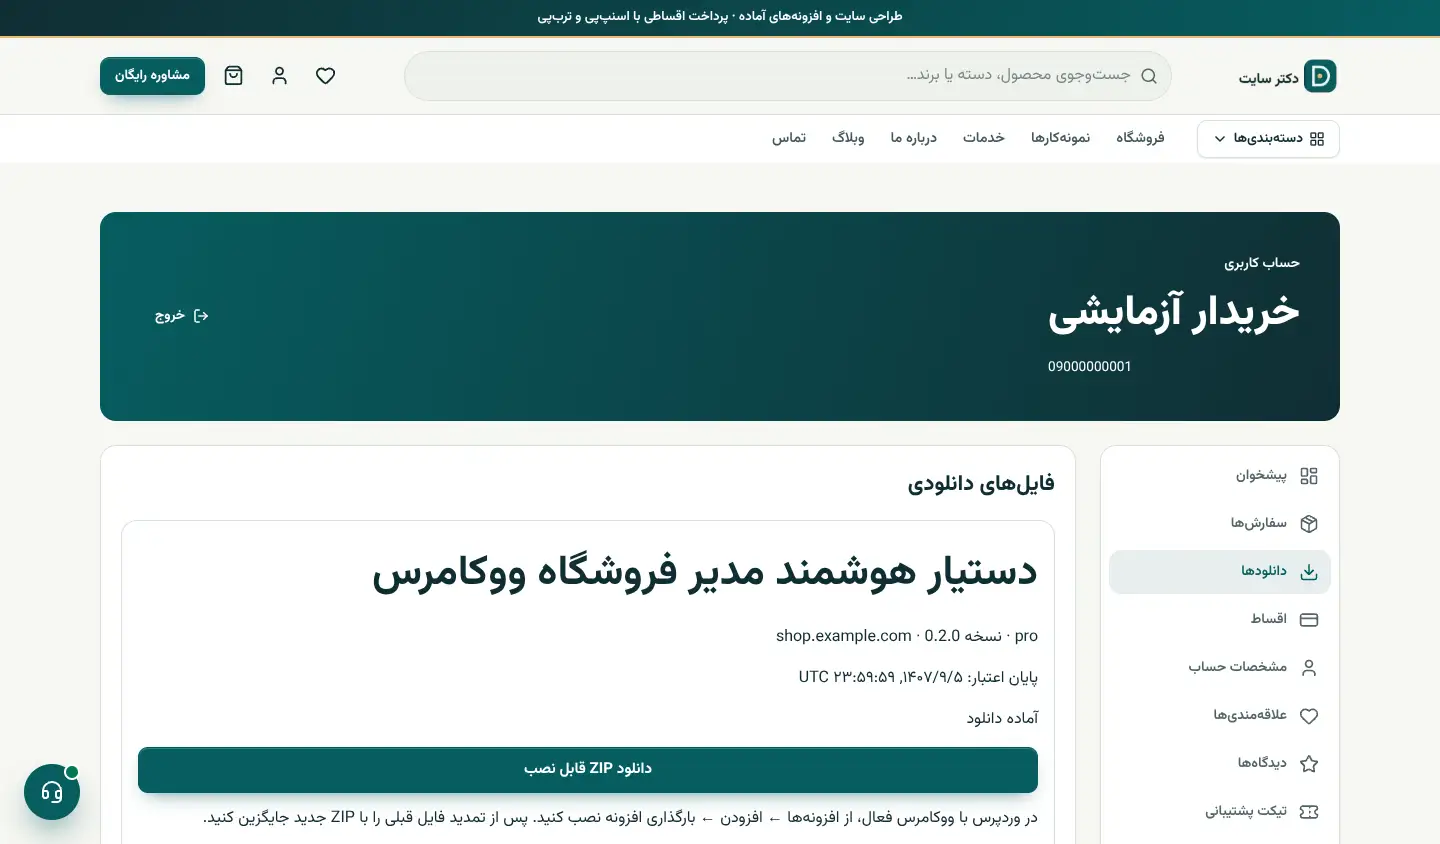 طراحی سایت و افزونه‌های آماده · پرداخت اقساطی با اسنپ‌پی و ترب‌پی
دکتر سایت
جست‌وجوی محصول، دسته یا برند...
مشاوره رایگان
دسته‌بندی‌ها
فروشگاه
نمونه‌کارها
خدمات
درباره ما
وبلاگ
تماس
حساب کاربری
خریدار آزمایشی
09000000001
خروج
پیشخوان
سفارش‌ها
دانلودها
اقساط
مشخصات حساب
علاقه‌مندی‌ها
دیدگاه‌ها
تیکت پشتیبانی
فایل‌های دانلودی
دستیار هوشمند مدیر فروشگاه ووکامرس
pro · نسخه 0.2.0 · shop.example.com
پایان اعتبار: ۱۴۰۷/۹/۵, ۲۳:۵۹:۵۹ UTC
آماده دانلود
دانلود ZIP قابل نصب
در وردپرس با ووکامرس فعال، از افزونه‌ها ← افزودن ← بارگذاری افزونه نصب کنید. پس از تمدید فایل قبلی را با ZIP جدید جایگزین کنید.